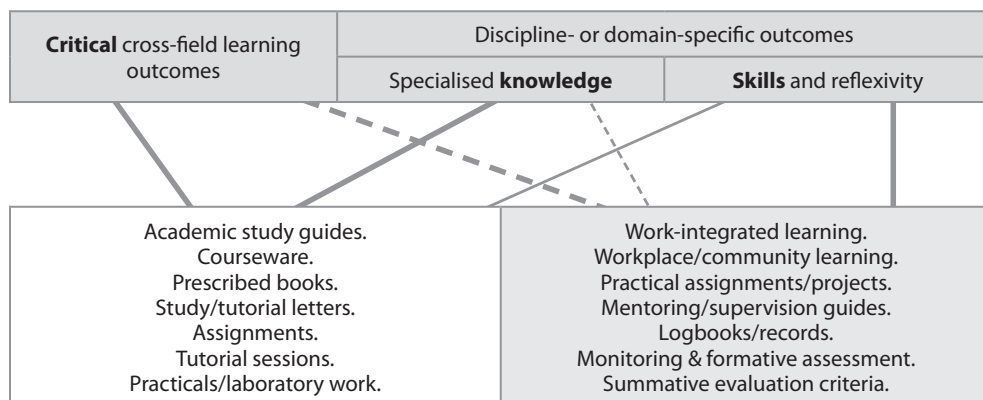 Critical cross-field learning
outcomes
Discipline- or domain-specific outcomes
Specialised knowledge
Skills and reflexivity
Academic study guides.
Courseware.
Prescribed books.
Study/tutorial letters.
Assignments.
Tutorial sessions.
Practicals/laboratory work.
Work-integrated learning.
Workplace/community learning.
Practical assignments/projects.
Mentoring/supervision guides.
Logbooks/records.
Monitoring & formative assessment.
Summative evaluation criteria.